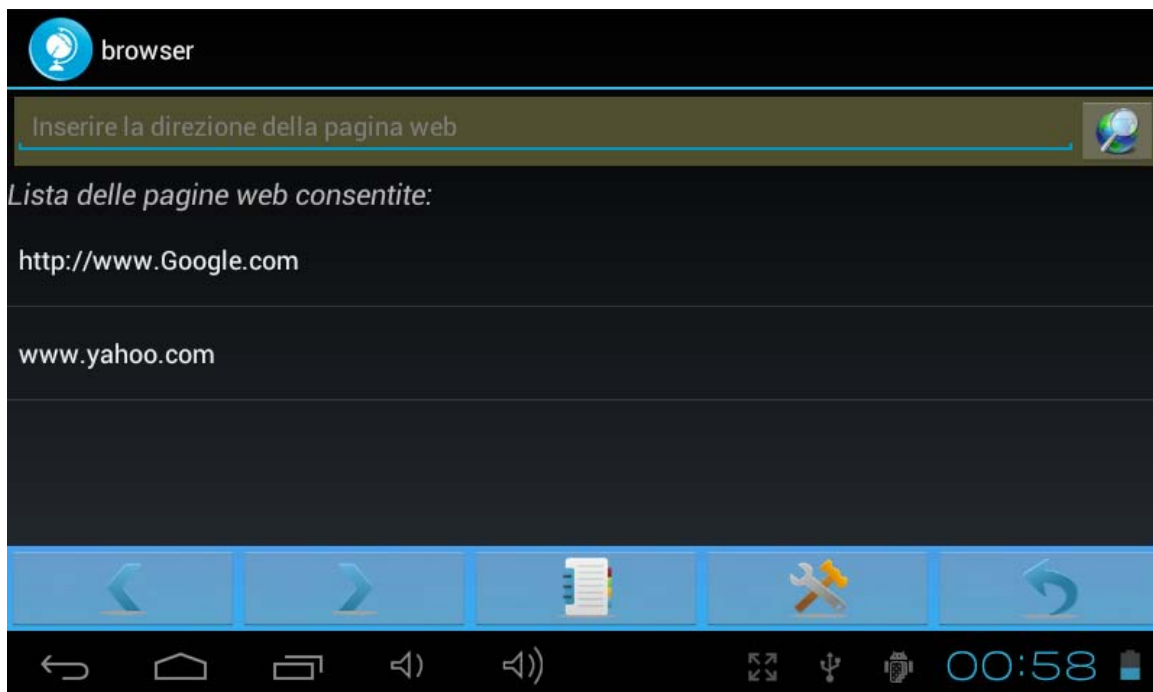 browser
Inserire la direzione della pagina web
Lista delle pagine web consentite:
http://www.Google.com
www.yahoo.com
00:58